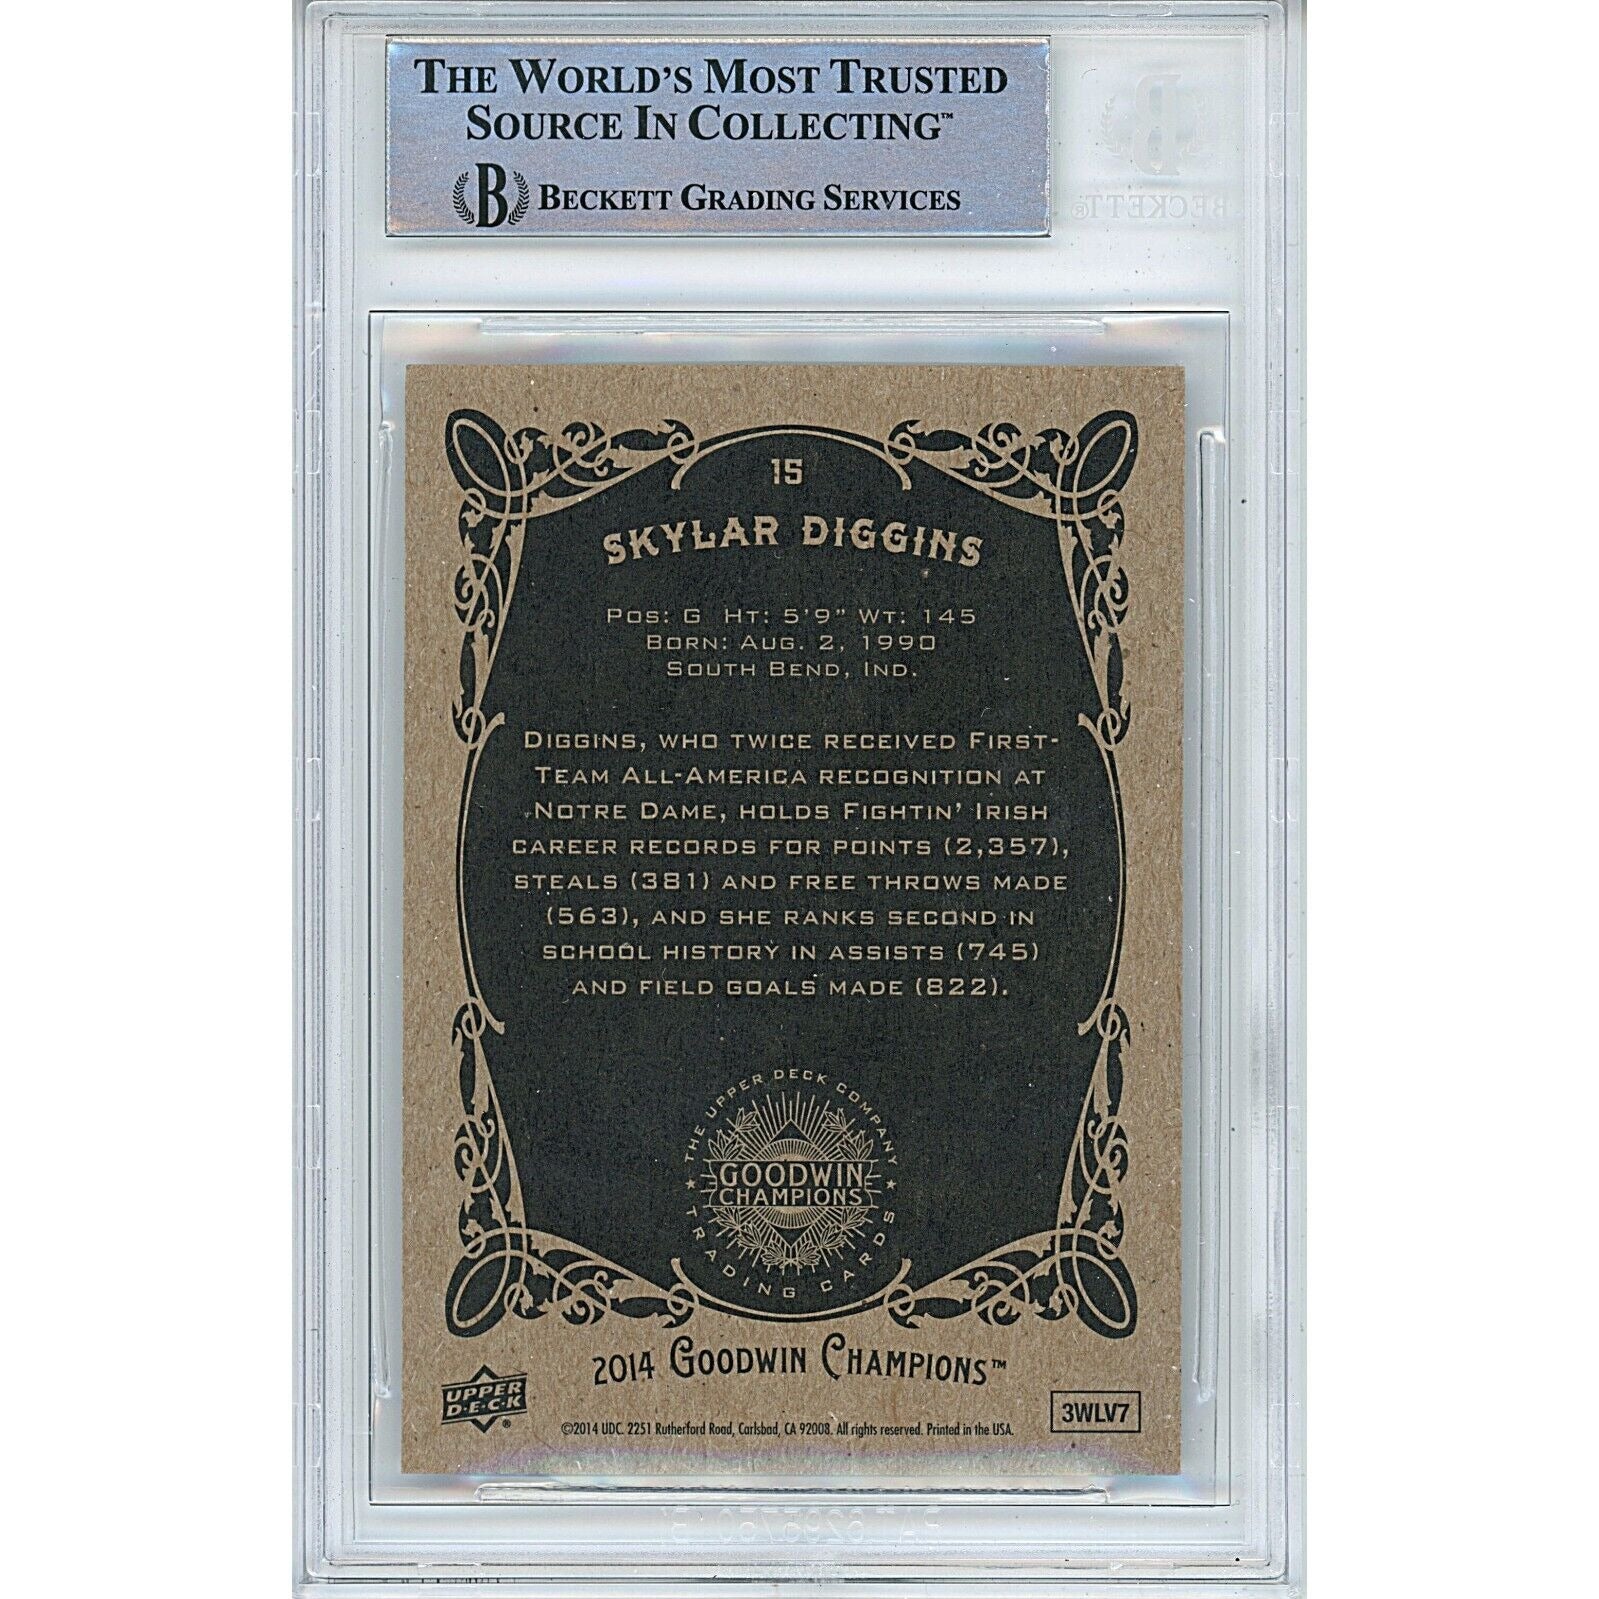 THE WORLD'S MOST TRUSTED
SOURCE IN COLLECTING™
B BECKETT GRADING SERVICES
B
BECKETT®
15
SKYLAR DIGGINS
POS: G HT: 5'9" WT: 145
BORN: AUG. 2, 1990
SOUTH BEND, IND.
DIGGINS, WHO TWICE RECEIVED FIRST-
TEAM ALL-AMERICA RECOGNITION AT
NOTRE DAME, HOLDS FIGHTIN' IRISH
CAREER RECORDS FOR POINTS (2,357),
STEALS (381) AND FREE THROWS MADE
(563), AND SHE RANKS SECOND IN
SCHOOL HISTORY IN ASSISTS (745)
AND FIELD GOALS MADE (822).
THE UPPER DECK COMPANY
GOODWIN
CHAMPIONS
★ TRADING CARDS ★
2014 GOODWIN CHAMPIONS™
UPPER
D·E·C·K®
3WLV7
©2014 UDC. 2251 Rutherford Road, Carlsbad, CA 92008. All rights reserved. Printed in the USA.